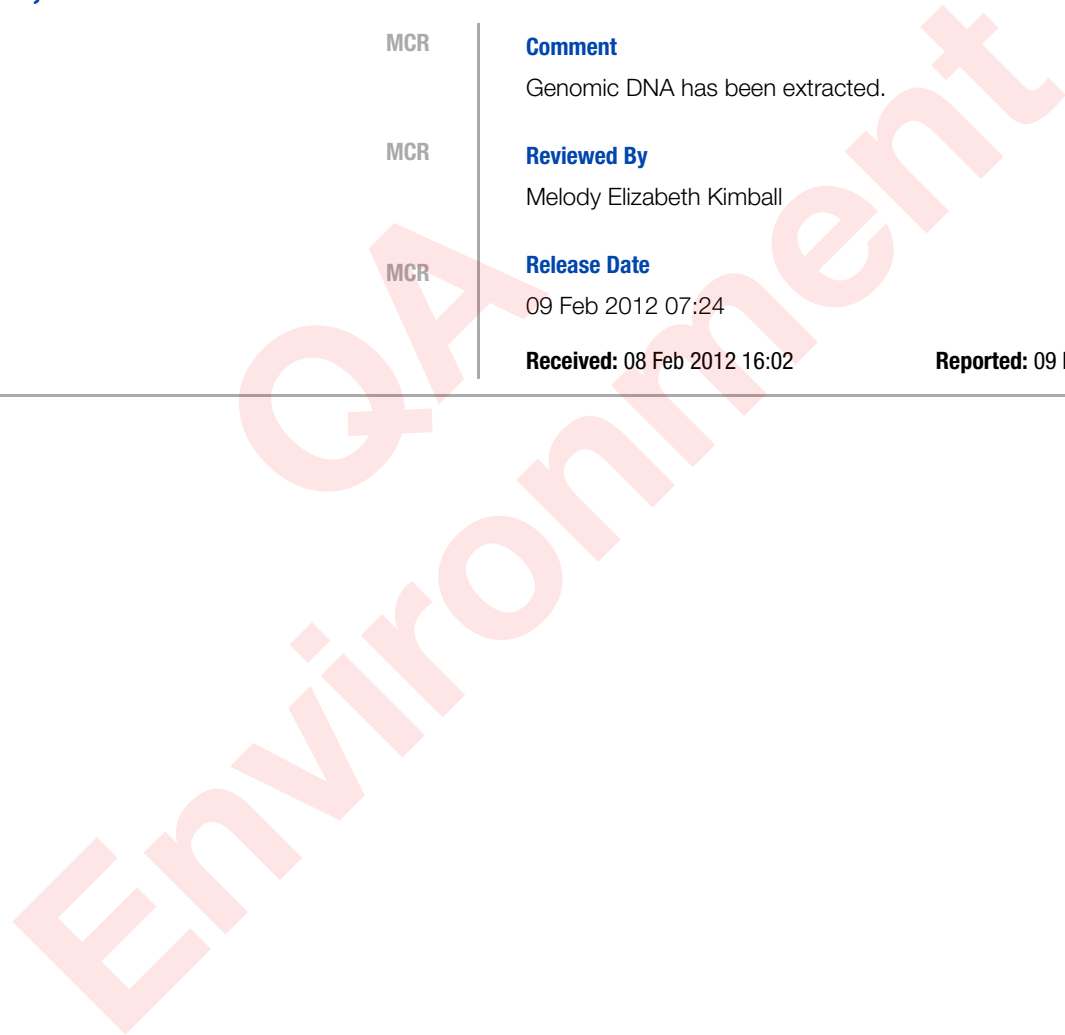 MCR
Comment
Genomic DNA has been extracted.
MCR
Reviewed By
Melody Elizabeth Kimball
MCR
Release Date
09 Feb 2012 07:24
Received: 08 Feb 2012 16:02
Reported: 09
QA
Environment